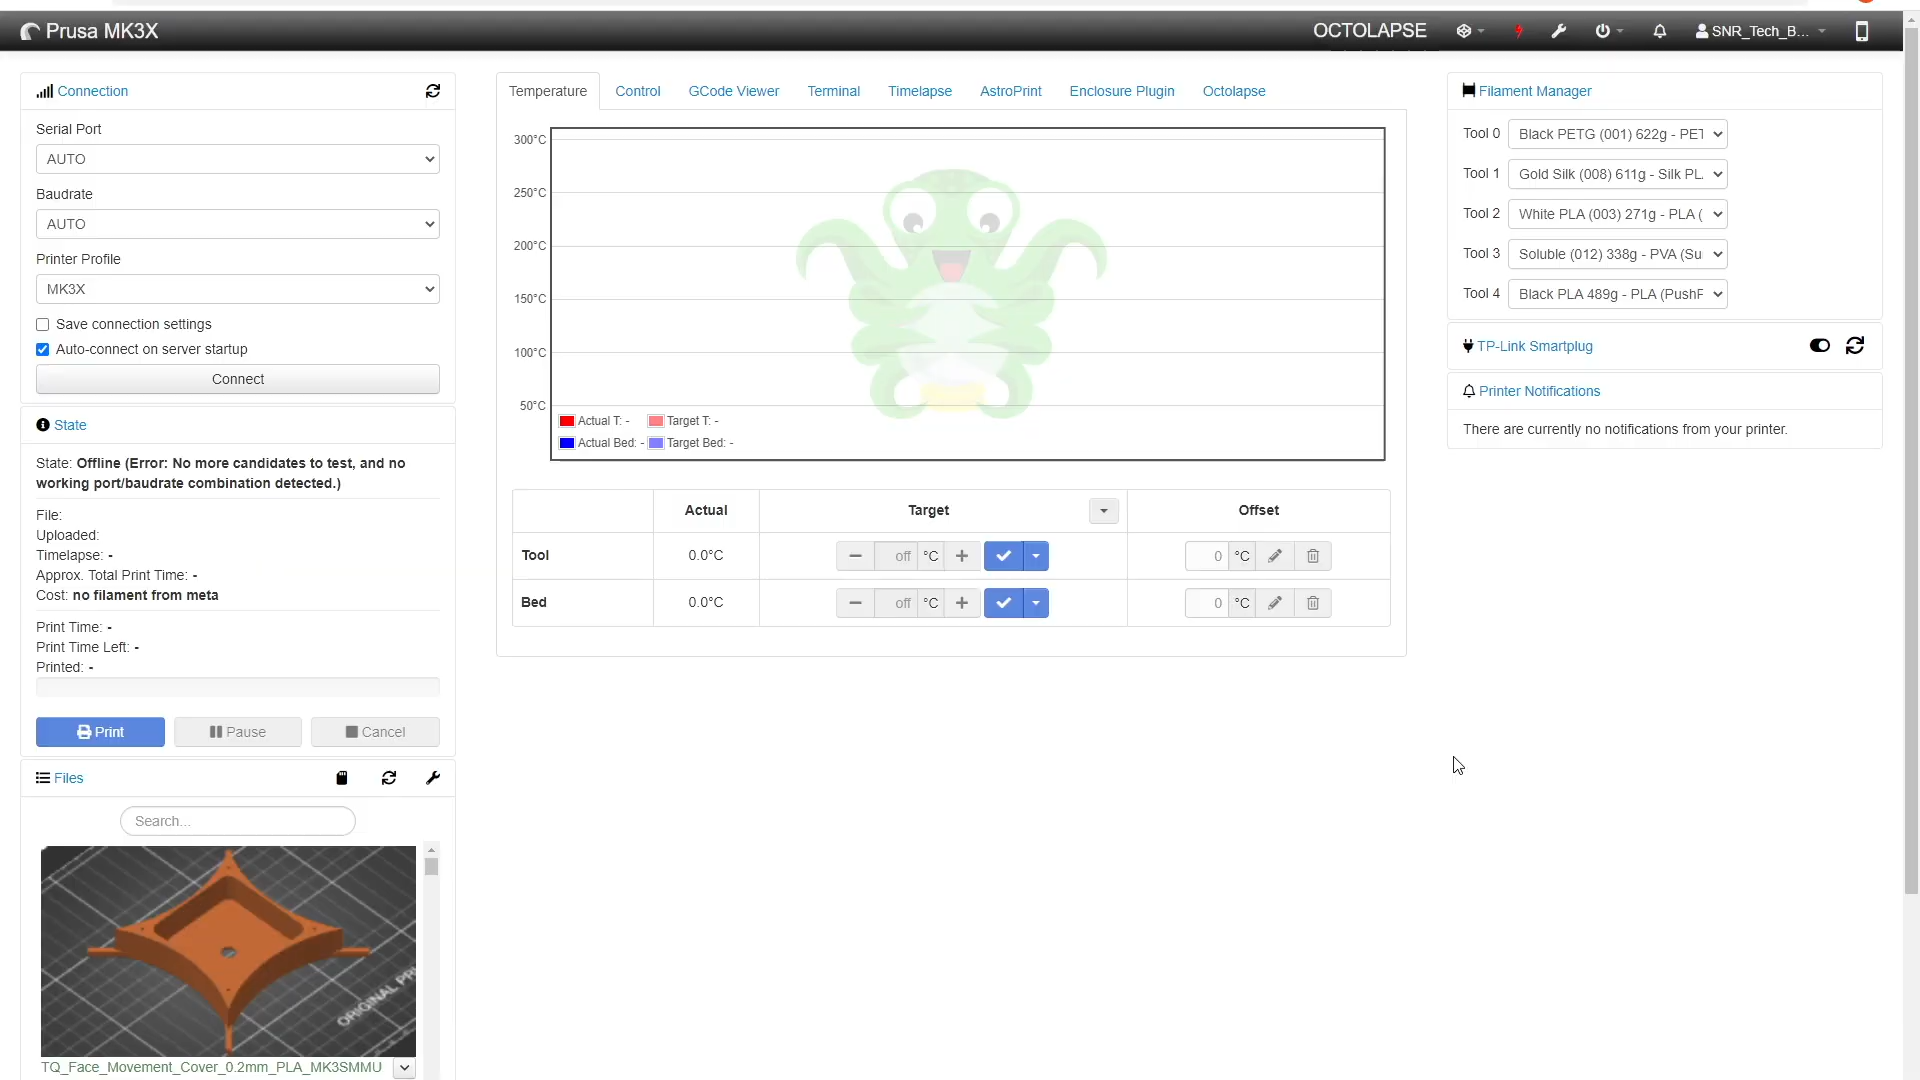 Prusa MK3X
OCTOLAPSE
SNR_Tech_B...
Connection
Serial Port
AUTO
Baudrate
AUTO
Printer Profile
MK3X
Save connection settings
Auto-connect on server startup
Connect
State
State: Offline (Error: No more candidates to test, and no
working port/baudrate combination detected.)
File:
Uploaded:
Timelapse: -
Approx. Total Print Time: -
Cost: no filament from meta
Print Time: -
Print Time Left: -
Printed: -
Print Pause Cancel
Files
Search...
ORIGINAL PR
TQ_Face_Movement_Cover_0.2mm_PLA_MK3SMMU
Temperature Control GCode Viewer Terminal Timelapse AstroPrint Enclosure Plugin Octolapse
300°C
250°C
200°C
150°C
100°C
50°C
Actual T: - Target T: -
Actual Bed: - Target Bed: -
Actual Target Offset
Tool 0.0°C off °C 0 °C
Bed 0.0°C off °C 0 °C
Filament Manager
Tool 0 Black PETG (001) 622g - PET
Tool 1 Gold Silk (008) 611g - Silk PL
Tool 2 White PLA (003) 271g - PLA (
Tool 3 Soluble (012) 338g - PVA (Su
Tool 4 Black PLA 489g - PLA (PushP
TP-Link Smartplug
Printer Notifications
There are currently no notifications from your printer.